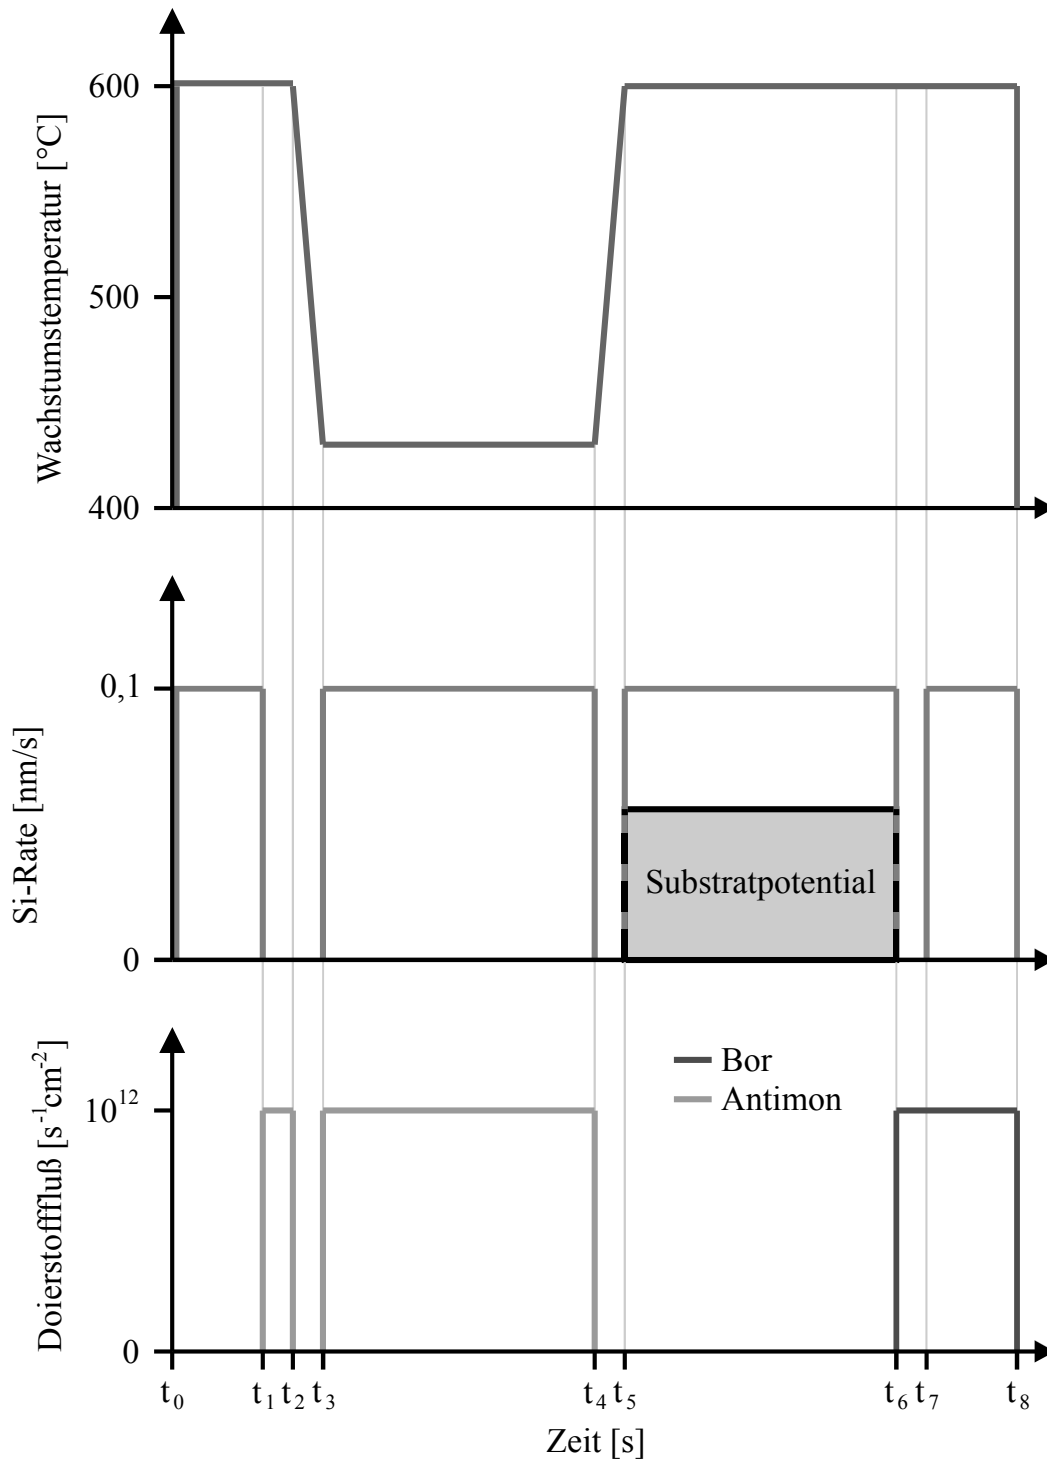 Wachstumstemperatur [°C]
600
500
400
Si-Rate [nm/s]
0,1
0
Substratpotential
Doierstofffluß [s⁻¹cm⁻²]
10¹²
0
Bor
Antimon
t₀ t₁ t₂ t₃ t₄ t₅ t₆ t₇ t₈
Zeit [s]